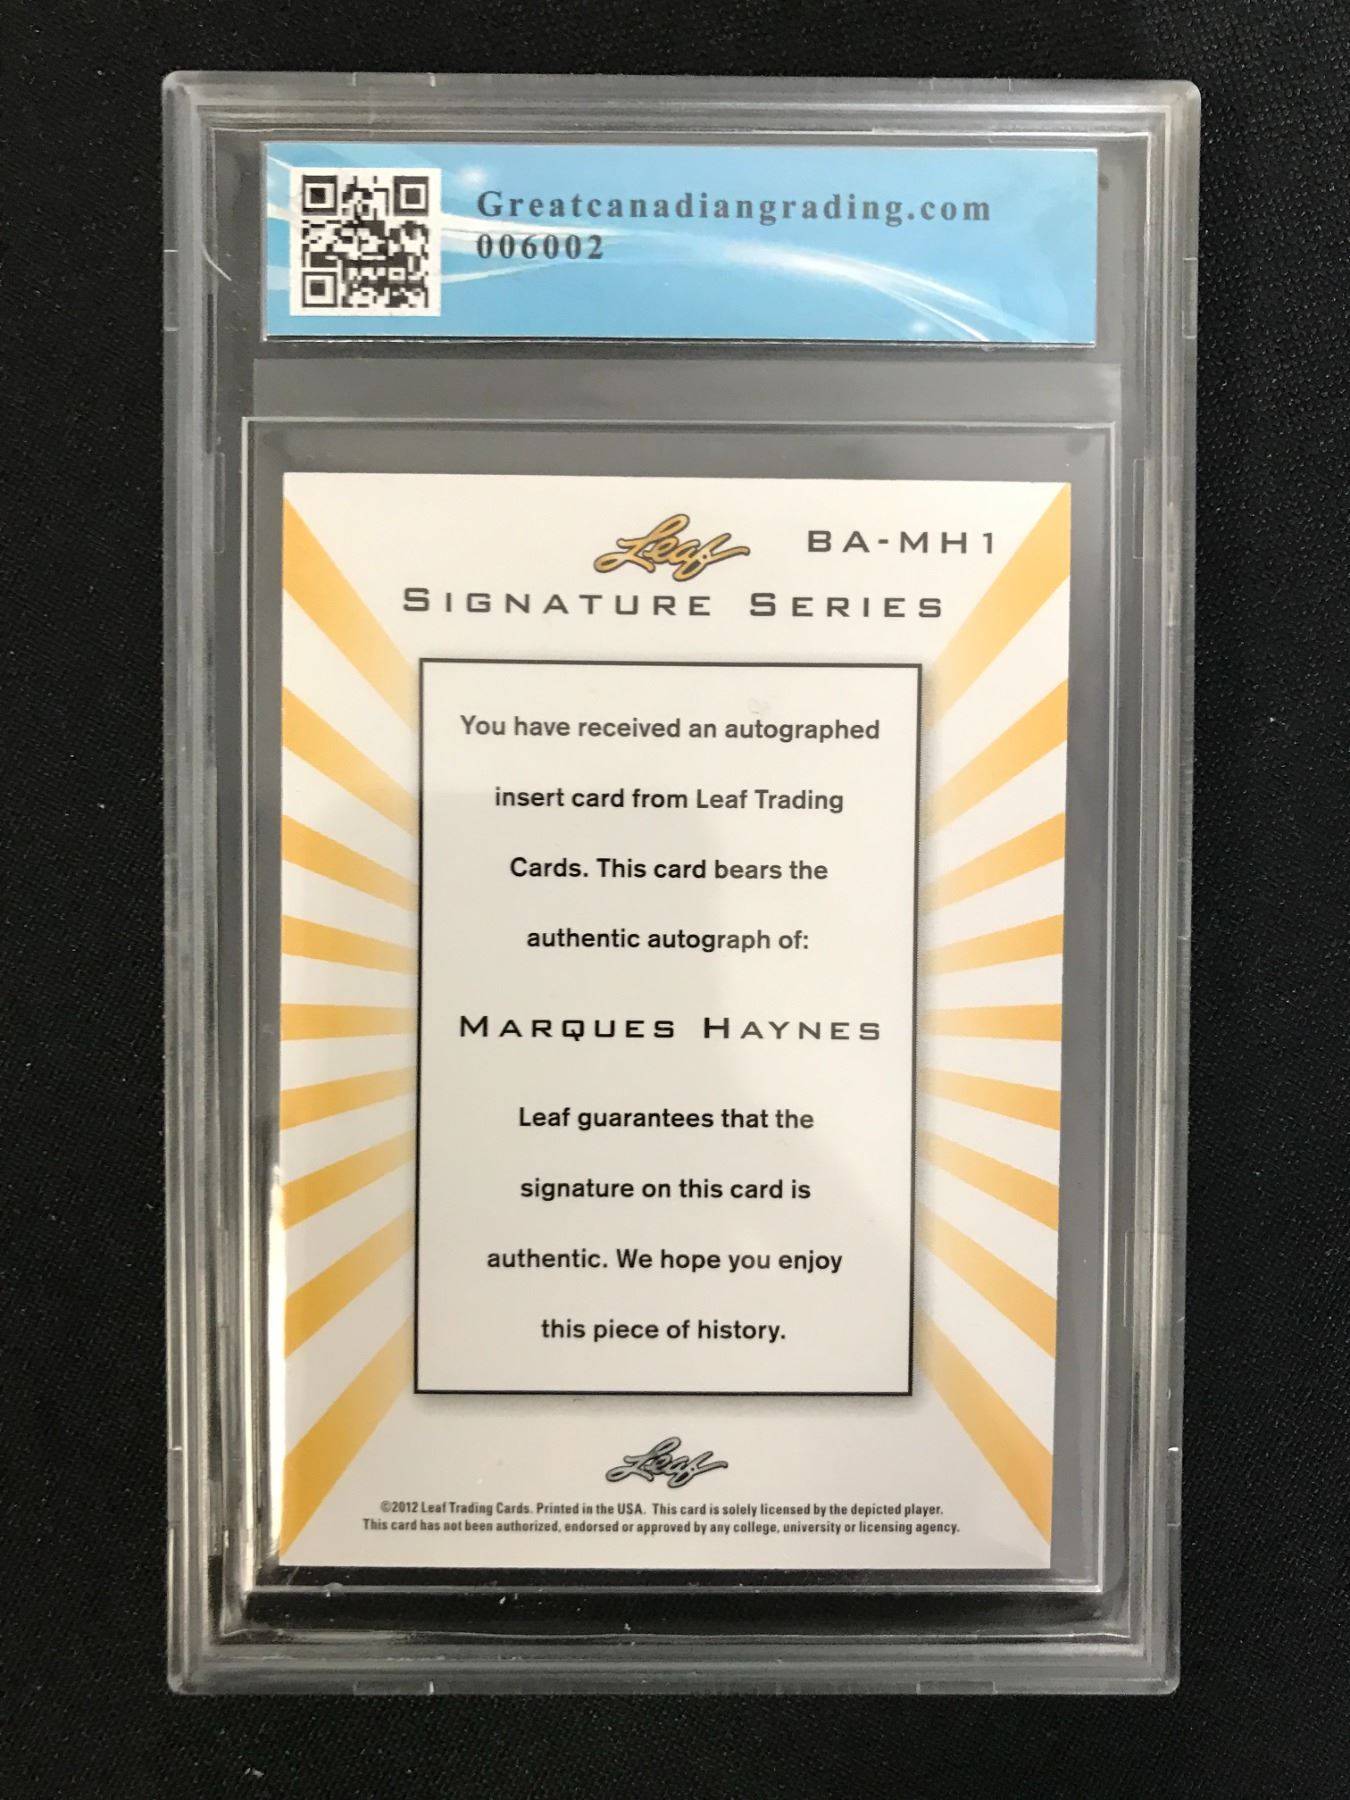 Greatcanadiangrading.com
006002
Leaf
BA-MH1
SIGNATURE SERIES
You have received an autographed
insert card from Leaf Trading
Cards. This card bears the
authentic autograph of:
MARQUES HAYNES
Leaf guarantees that the
signature on this card is
authentic. We hope you enjoy
this piece of history.
Leaf
©2012 Leaf Trading Cards. Printed in the USA. This card is solely licensed by the depicted player.
This card has not been authorized, endorsed or approved by any college, university or licensing agency.